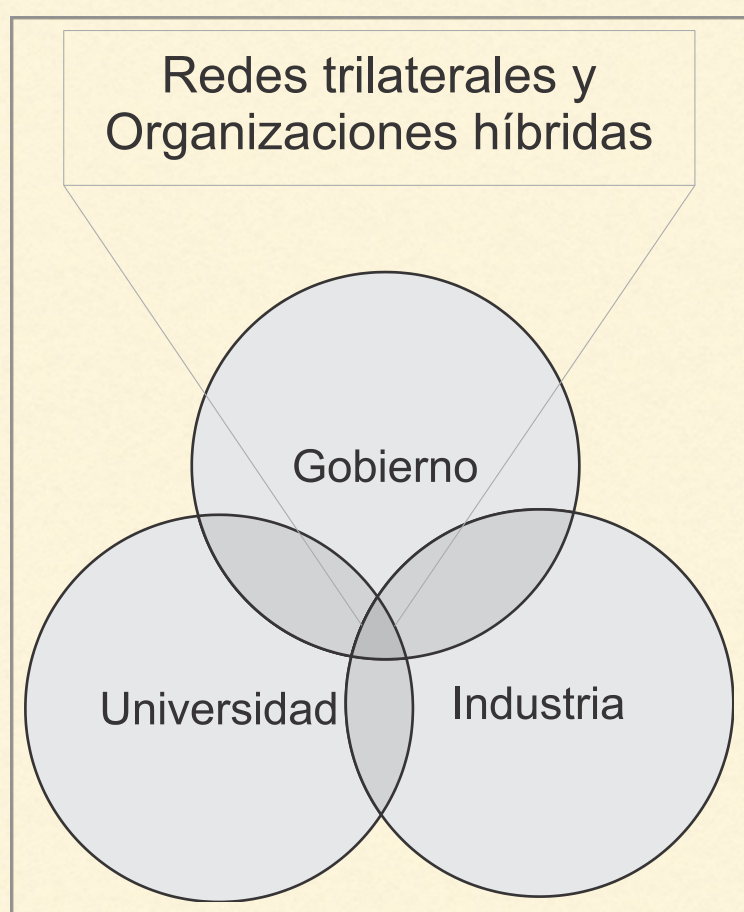 Redes trilaterales y
Organizaciones híbridas
Gobierno
Universidad
Industria